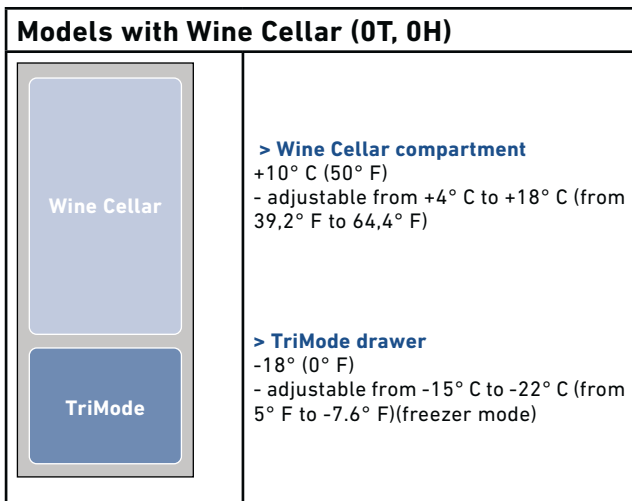 Models with Wine Cellar (0T, 0H)
Wine Cellar
> Wine Cellar compartment
+10° C (50° F)
- adjustable from +4° C to +18° C (from
39,2° F to 64,4° F)
TriMode
> TriMode drawer
-18° (0° F)
- adjustable from -15° C to -22° C (from
5° F to -7.6° F)(freezer mode)